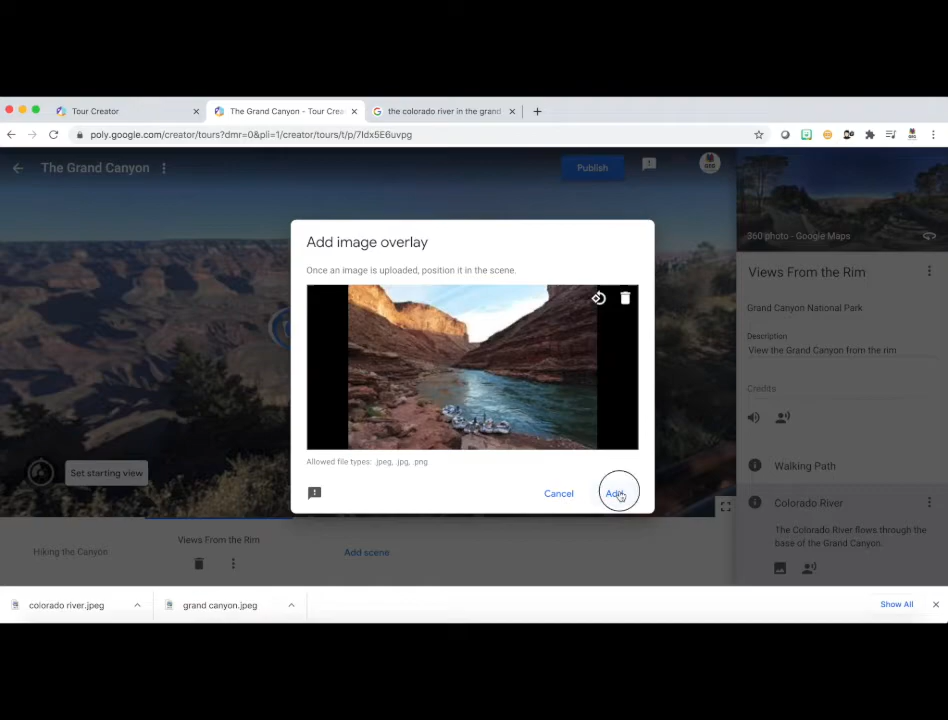 Tour Creator
The Grand Canyon - Tour Crea
the colorado river in the grand
poly.google.com/creator/tours?dmr=0&pli=1/creator/tours/t/p/7Idx5E6uvpg
The Grand Canyon
Publish
360 photo - Google Maps
Add image overlay
Once an image is uploaded, position it in the scene.
Allowed file types: .jpeg, .jpg, .png
Cancel
Add
Views From the Rim
Grand Canyon National Park
Description
View the Grand Canyon from the rim
Credits
Walking Path
Colorado River
The Colorado River flows through the
base of the Grand Canyon.
Set starting view
Hiking the Canyon
Views From the Rim
Add scene
colorado river.jpeg
grand canyon.jpeg
Show All